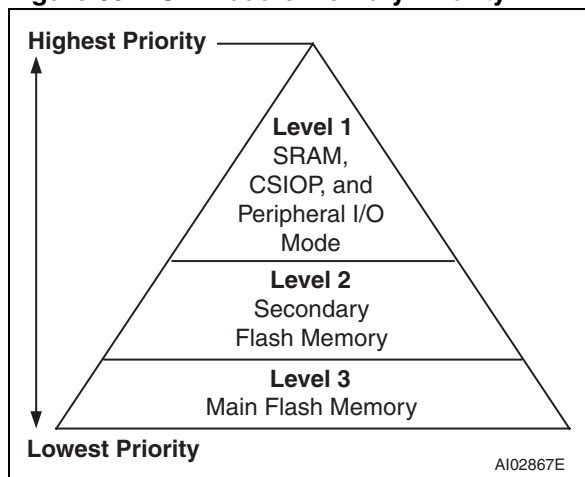 Highest Priority
Level 1
SRAM,
CSIOP, and
Peripheral I/O
Mode
Level 2
Secondary
Flash Memory
Level 3
Main Flash Memory
Lowest Priority
AI02867E